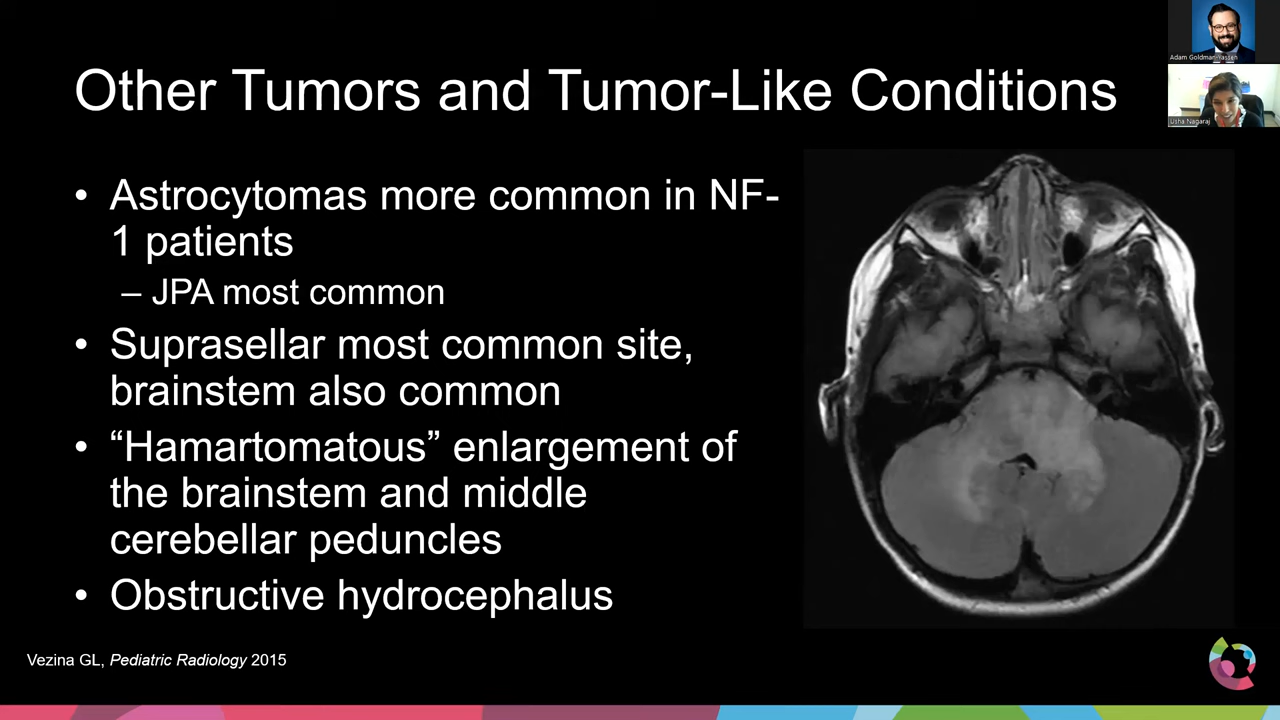 Other Tumors and Tumor-Like Conditions
Adam Goldman-Yassen
Usha Nagaraj
• Astrocytomas more common in NF-
1 patients
– JPA most common
• Suprasellar most common site,
brainstem also common
• “Hamartomatous” enlargement of
the brainstem and middle
cerebellar peduncles
• Obstructive hydrocephalus
Vezina GL, Pediatric Radiology 2015